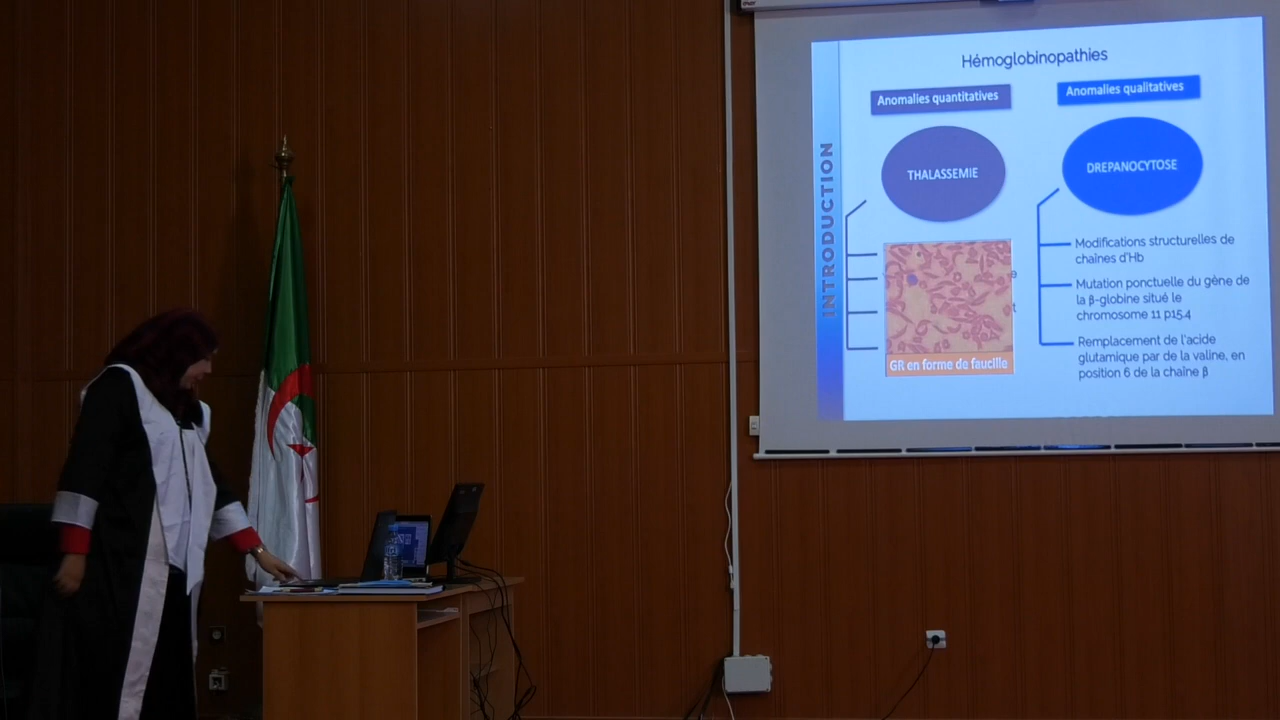 Hémoglobinopathies
Anomalies quantitatives
Anomalies qualitatives
INTRODUCTION
THALASSEMIE
DREPANOCYTOSE
Modifications structurelles de
chaînes d'Hb
Mutation ponctuelle du gène de
la β-globine situé le
chromosome 11 p15.4
Remplacement de l'acide
glutamique par de la valine, en
position 6 de la chaîne β
e
t
GR en forme de faucille